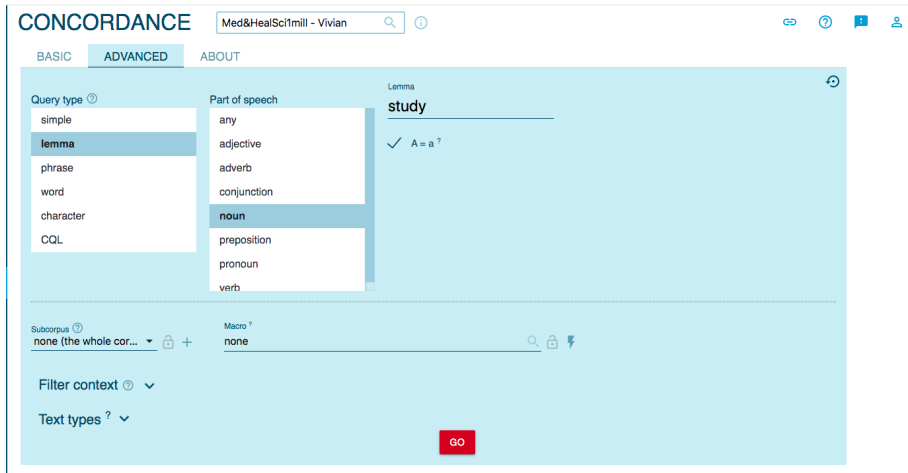 CONCORDANCE
Med&HealSci1mill - Vivian
BASIC ADVANCED ABOUT
Query type ?
simple
lemma
phrase
word
character
CQL
Part of speech
any
adjective
adverb
conjunction
noun
preposition
pronoun
verb
Lemma
study
A = a ?
Subcorpus ?
none (the whole cor...
Macro ?
none
Filter context ?
Text types ?
GO